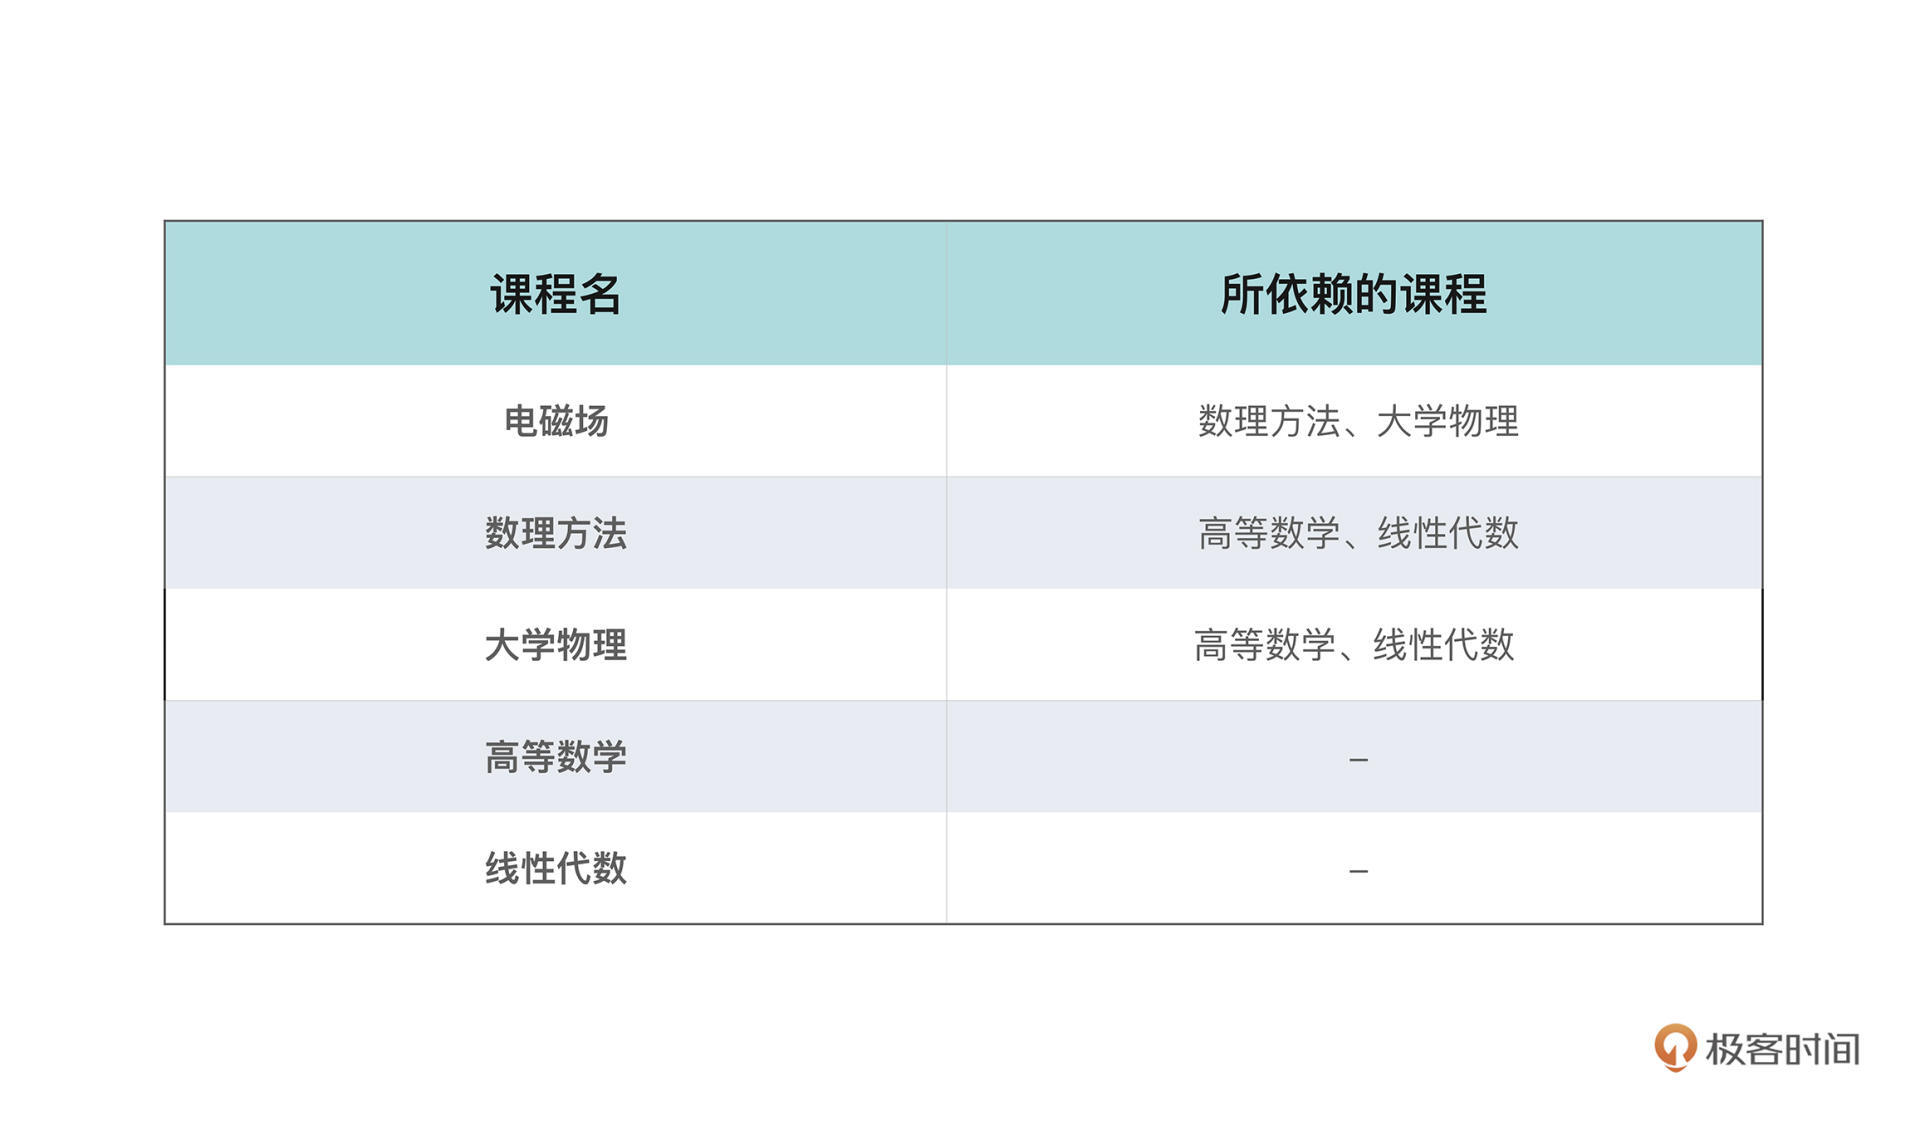 课程名 所依赖的课程
电磁场 数理方法、大学物理
数理方法 高等数学、线性代数
大学物理 高等数学、线性代数
高等数学 –
线性代数 –
极客时间